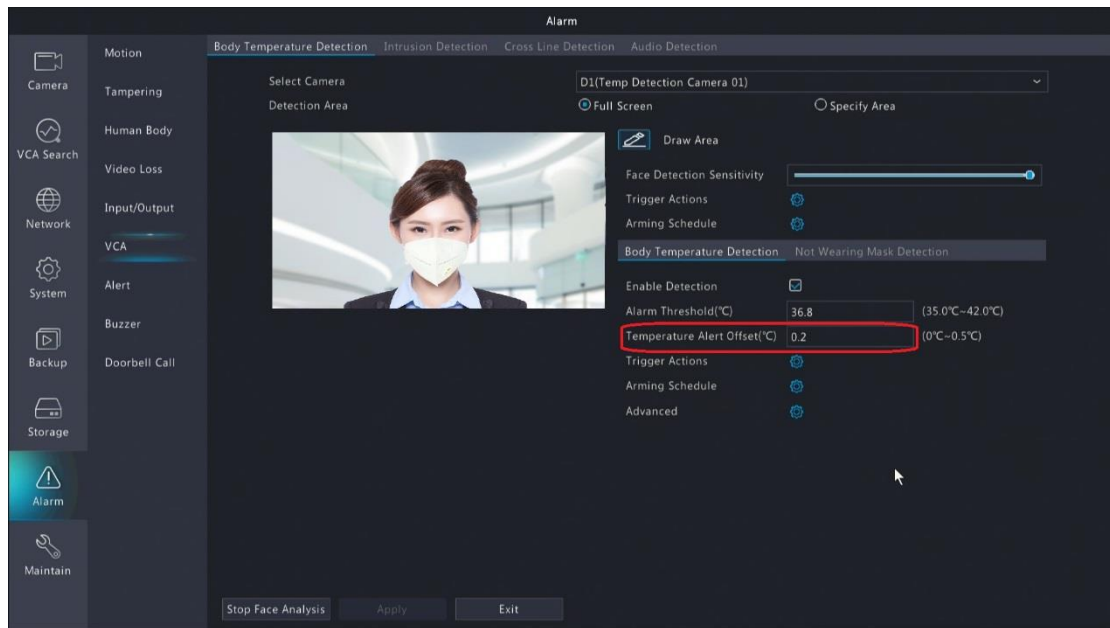 Alarm
Camera
VCA Search
Network
System
Backup
Storage
Alarm
Maintain
Motion
Tampering
Human Body
Video Loss
Input/Output
VCA
Alert
Buzzer
Doorbell Call
Body Temperature Detection Intrusion Detection Cross Line Detection Audio Detection
Select Camera D1(Temp Detection Camera 01)
Detection Area Full Screen Specify Area
Draw Area
Face Detection Sensitivity
Trigger Actions
Arming Schedule
Body Temperature Detection Not Wearing Mask Detection
Enable Detection
Alarm Threshold(℃) 36.8 (35.0℃~42.0℃)
Temperature Alert Offset(℃) 0.2 (0℃~0.5℃)
Trigger Actions
Arming Schedule
Advanced
Stop Face Analysis Apply Exit